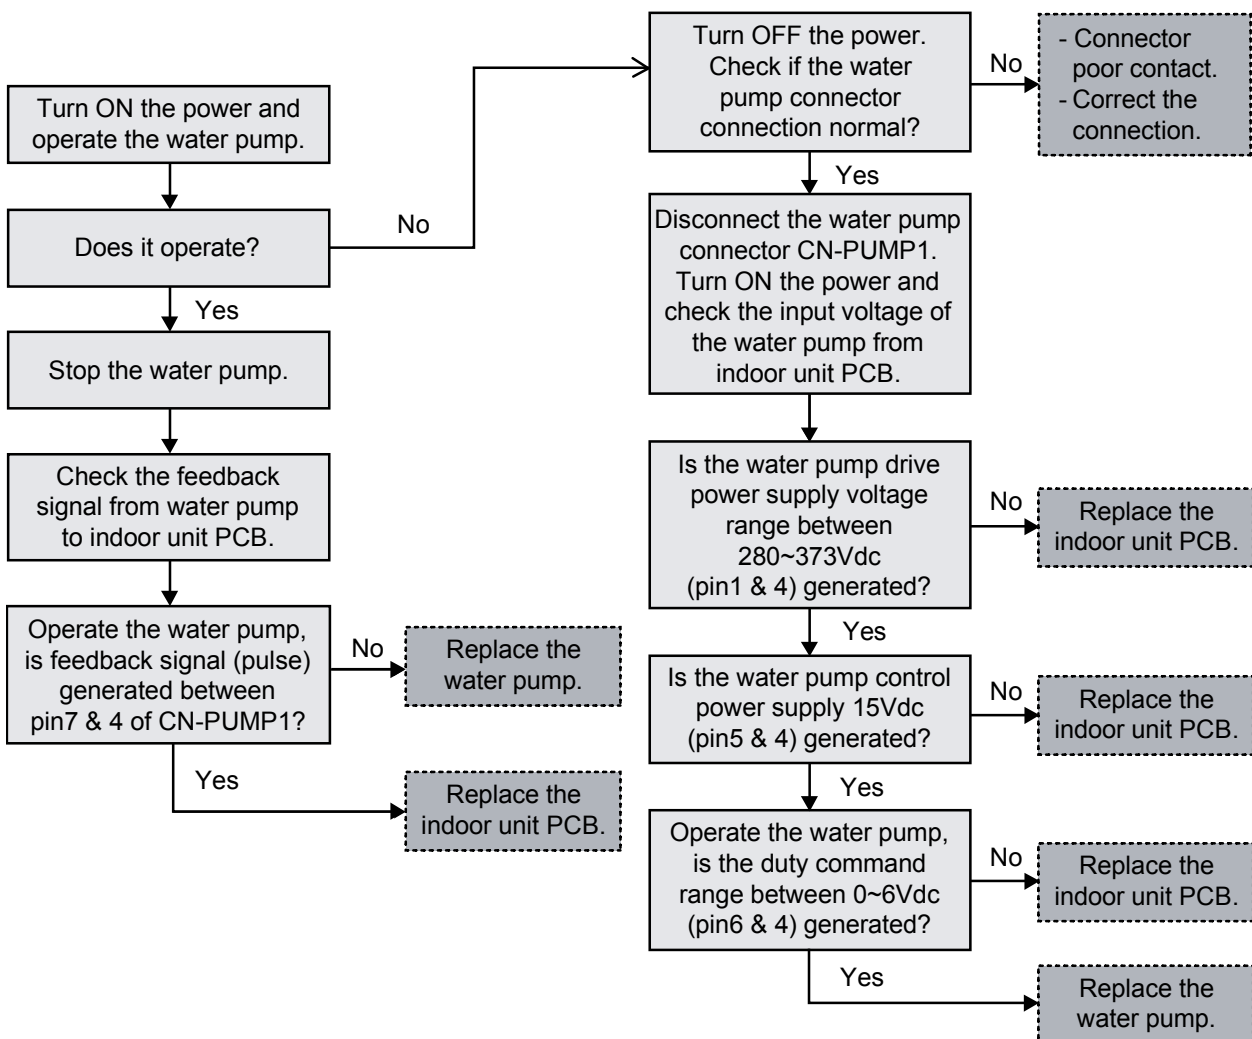 Turn ON the power and
operate the water pump.
Does it operate?
No
Yes
Stop the water pump.
Check the feedback
signal from water pump
to indoor unit PCB.
Operate the water pump,
is feedback signal (pulse)
generated between
pin7 & 4 of CN-PUMP1?
No
Replace the
water pump.
Yes
Replace the
indoor unit PCB.
Turn OFF the power.
Check if the water
pump connector
connection normal?
No
- Connector
poor contact.
- Correct the
connection.
Yes
Disconnect the water pump
connector CN-PUMP1.
Turn ON the power and
check the input voltage of
the water pump from
indoor unit PCB.
Is the water pump drive
power supply voltage
range between
280~373Vdc
(pin1 & 4) generated?
No
Replace the
indoor unit PCB.
Yes
Is the water pump control
power supply 15Vdc
(pin5 & 4) generated?
No
Replace the
indoor unit PCB.
Yes
Operate the water pump,
is the duty command
range between 0~6Vdc
(pin6 & 4) generated?
No
Replace the
indoor unit PCB.
Yes
Replace the
water pump.